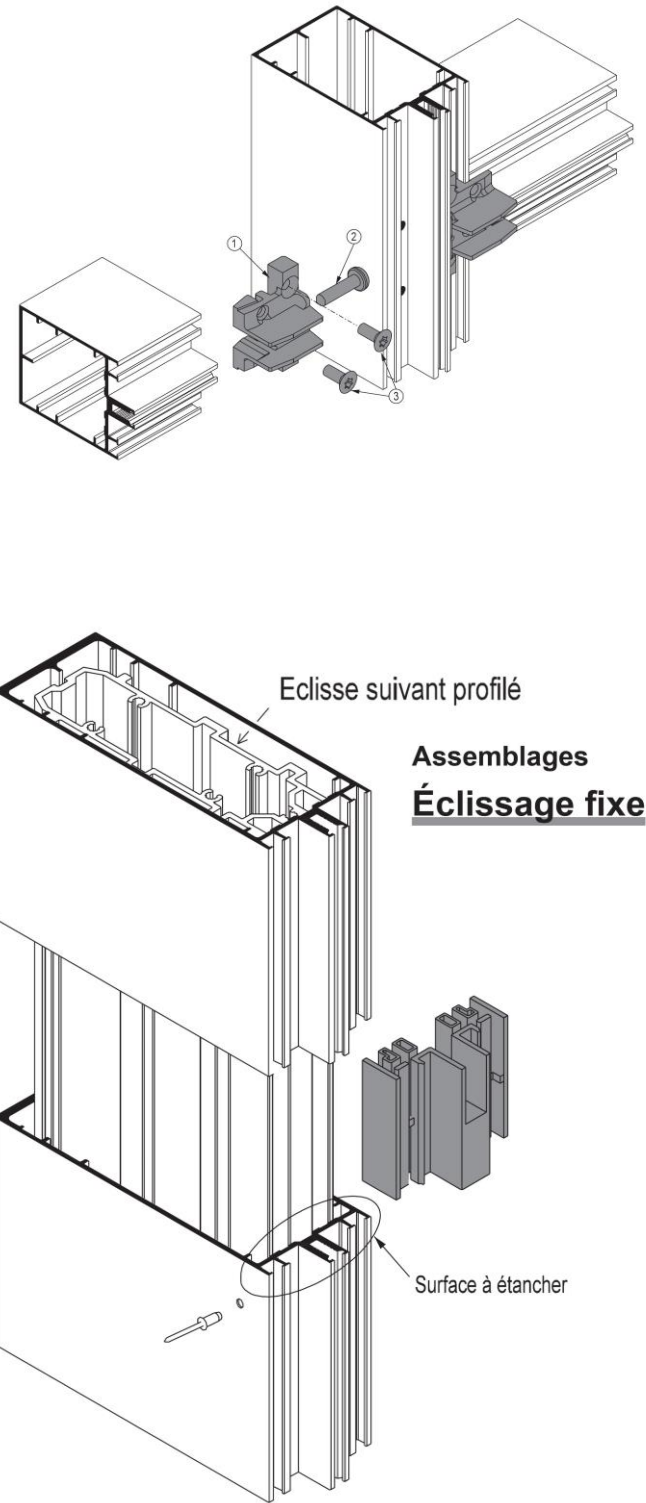 ①
②
③
Eclisse suivant profilé
Assemblages
Éclissage fixe
Surface à étancher